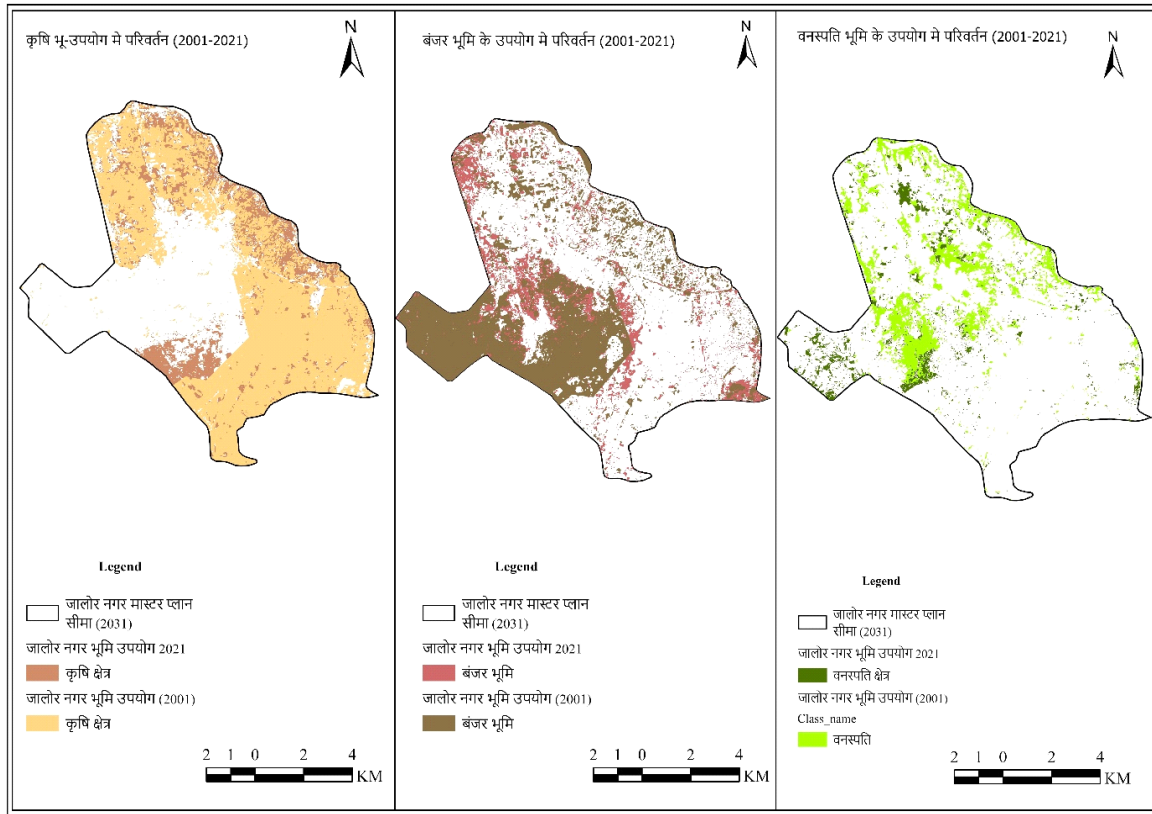 कृषि भू-उपयोग मे परिवर्तन (2001-2021)
N
Legend
जालोर नगर मास्टर प्लान
सीमा (2031)
जालोर नगर भूमि उपयोग 2021
कृषि क्षेत्र
जालोर नगर भूमि उपयोग (2001)
कृषि क्षेत्र
2 1 0 2 4
KM
बंजर भूमि के उपयोग मे परिवर्तन (2001-2021)
N
Legend
जालोर नगर मास्टर प्लान
सीमा (2031)
जालोर नगर भूमि उपयोग 2021
बंजर भूमि
जालोर नगर भूमि उपयोग (2001)
बंजर भूमि
2 1 0 2 4
KM
वनस्पति भूमि के उपयोग मे परिवर्तन (2001-2021)
N
Legend
जालोर नगर मास्टर प्लान
सीमा (2031)
जालोर नगर भूमि उपयोग 2021
वनस्पति क्षेत्र
जालोर नगर भूमि उपयोग (2001)
Class_name
वनस्पति
2 1 0 2 4
KM